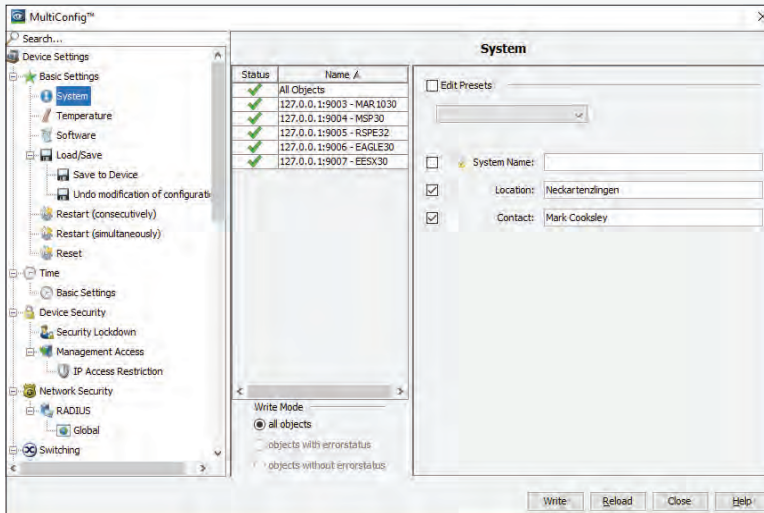 MultiConfig™
Search...
Device Settings
Basic Settings
System
Temperature
Software
Load/Save
Save to Device
Undo modification of configurati
Restart (consecutively)
Restart (simultaneously)
Reset
Time
Basic Settings
Device Security
Security Lockdown
Management Access
IP Access Restriction
Network Security
RADIUS
Global
Switching
System
Status Name
All Objects
127.0.0.1:9003 - MAR1030
127.0.0.1:9004 - MSP30
127.0.0.1:9005 - RSPE32
127.0.0.1:9006 - EAGLE30
127.0.0.1:9007 - EESX30
Write Mode
all objects
objects with errorstatus
objects without errorstatus
Edit Presets
System Name:
Location: Neckartenzlingen
Contact: Mark Cooksley
Write Reload Close Help